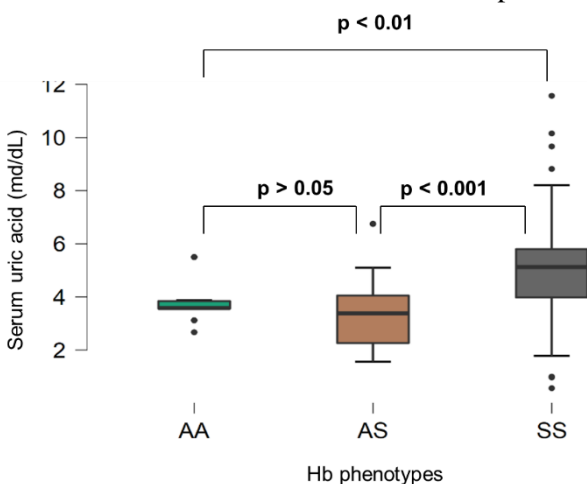 p < 0.01
12
10
p > 0.05
p < 0.001
8
6
4
2
Serum uric acid (md/dL)
AA
AS
SS
Hb phenotypes